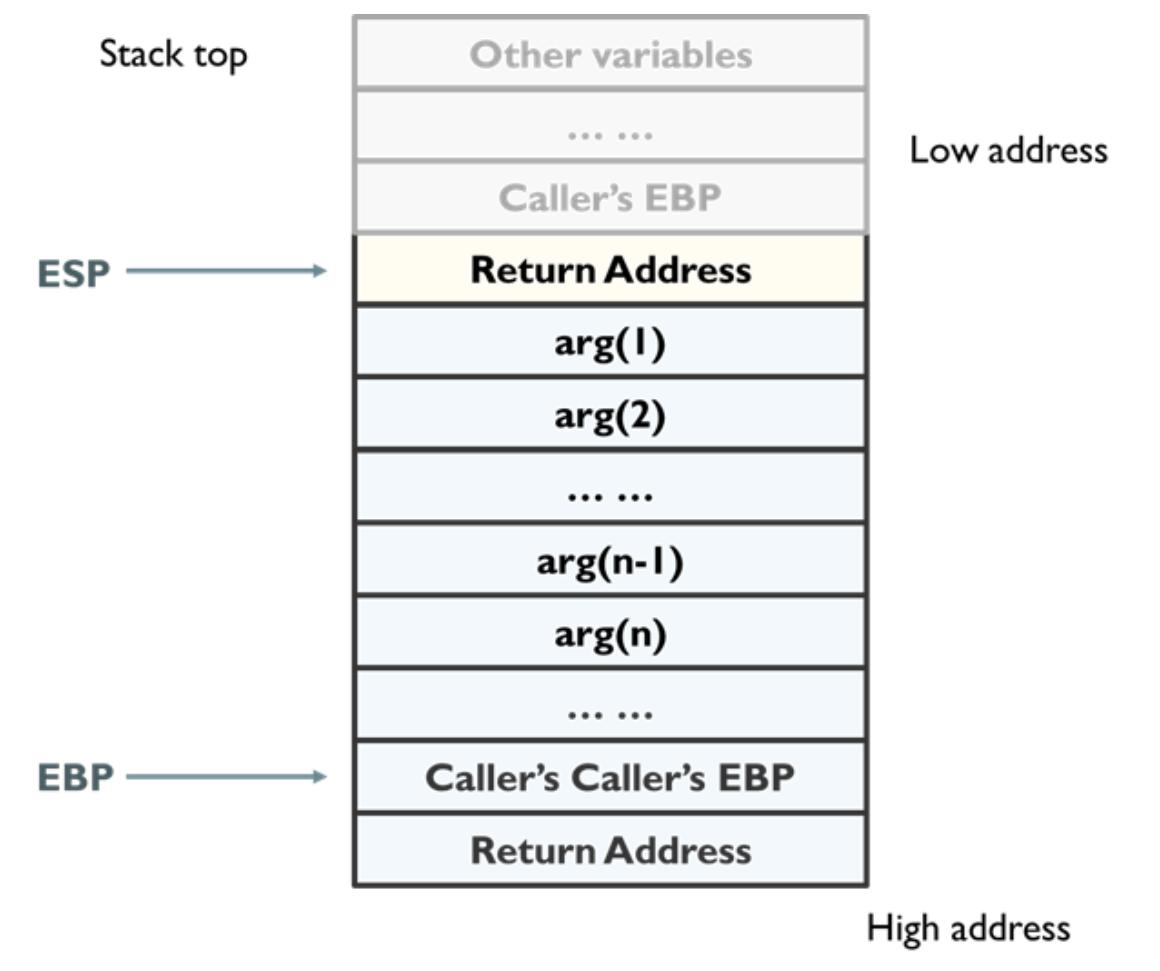 Stack top
Other variables
... ...
Low address
Caller's EBP
ESP
Return Address
arg(1)
arg(2)
... ...
arg(n-1)
arg(n)
... ...
EBP
Caller's Caller's EBP
Return Address
High address